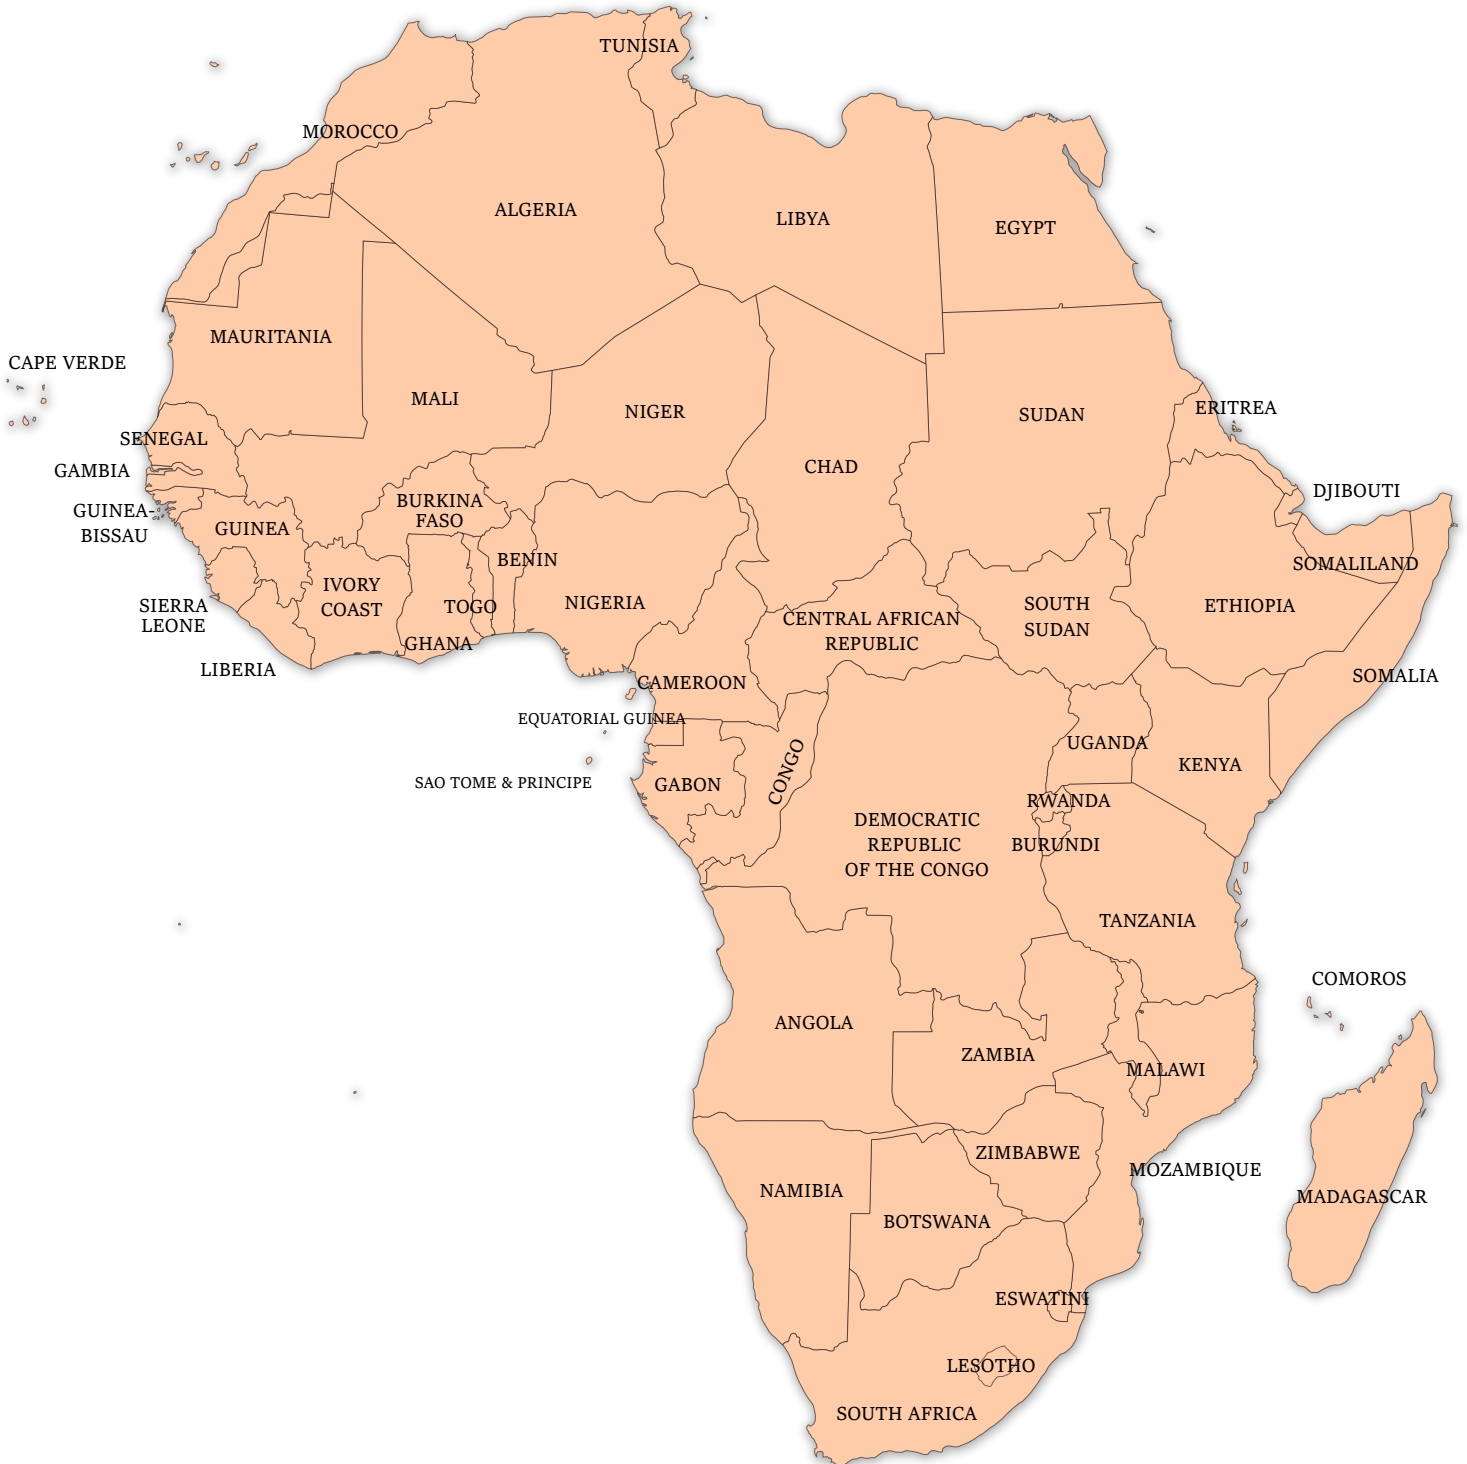 TUNISIA
MOROCCO
ALGERIA
LIBYA
EGYPT
MAURITANIA
CAPE VERDE
MALI
NIGER
ERITREA
SUDAN
SENEGAL
CHAD
GAMBIA
DJIBOUTI
BURKINA
FASO
GUINEA-
BISSAU
GUINEA
BENIN
SOMALILAND
IVORY
COAST
SIERRA
LEONE
TOGO
NIGERIA
SOUTH
SUDAN
ETHIOPIA
CENTRAL AFRICAN
REPUBLIC
GHANA
LIBERIA
SOMALIA
CAMEROON
EQUATORIAL GUINEA
UGANDA
KENYA
CONGO
SAO TOME & PRINCIPE
GABON
RWANDA
DEMOCRATIC
REPUBLIC
OF THE CONGO
BURUNDI
TANZANIA
COMOROS
ANGOLA
ZAMBIA
MALAWI
ZIMBABWE
MOZAMBIQUE
NAMIBIA
MADAGASCAR
BOTSWANA
ESWATINI
LESOTHO
SOUTH AFRICA